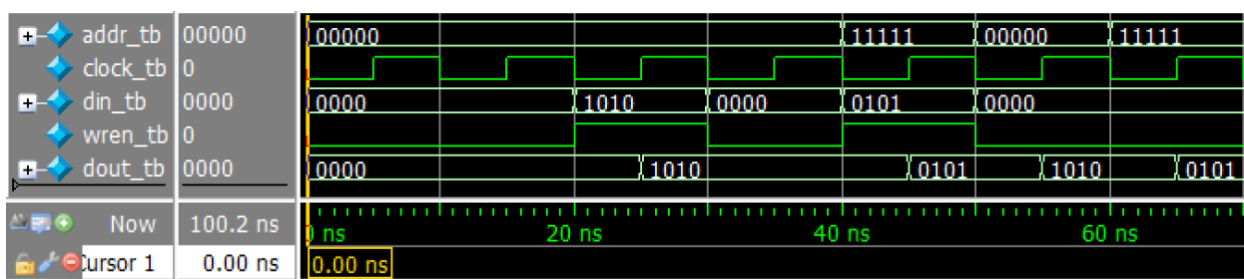 addr_tb 00000 00000 11111 00000 11111
clock_tb 0
din_tb 0000 0000 1010 0000 0101 0000
wren_tb 0
dout_tb 0000 0000 1010 0101 1010 0101
Now 100.2 ns ns 20 ns 40 ns 60 ns
Cursor 1 0.00 ns 0.00 ns